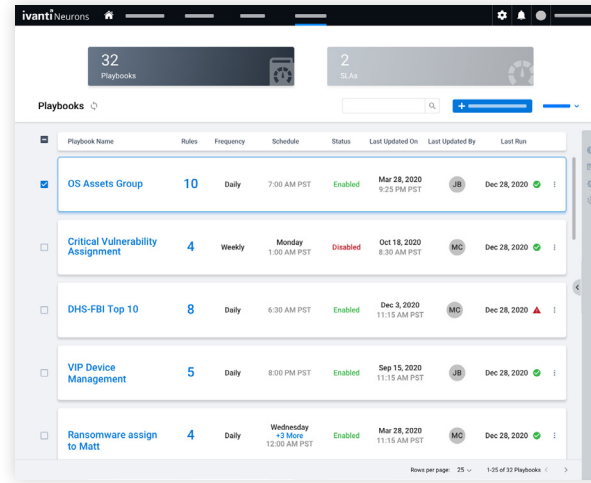 ivanti Neurons
32
Playbooks
2
SLAs
Playbooks
Playbook Name Rules Frequency Schedule Status Last Updated On Last Updated By Last Run
OS Assets Group 10 Daily 7:00 AM PST Enabled Mar 28, 2020 JB Dec 28, 2020
9:25 PM PST
Critical Vulnerability 4 Weekly Monday Disabled Oct 18, 2020 MC Dec 28, 2020
Assignment 1:00 AM PST 8:30 AM PST
DHS-FBI Top 10 8 Daily 6:30 AM PST Enabled Dec 3, 2020 MC Dec 28, 2020
11:15 AM PST
VIP Device 5 Daily 8:00 PM PST Enabled Sep 15, 2020 JB Dec 28, 2020
Management 11:15 AM PST
Ransomware assign 4 Daily Wednesday Enabled Mar 28, 2020 MC Dec 28, 2020
to Matt +3 More 11:15 AM PST
12:00 AM PST
Rows per page: 25 1-25 of 32 Playbooks